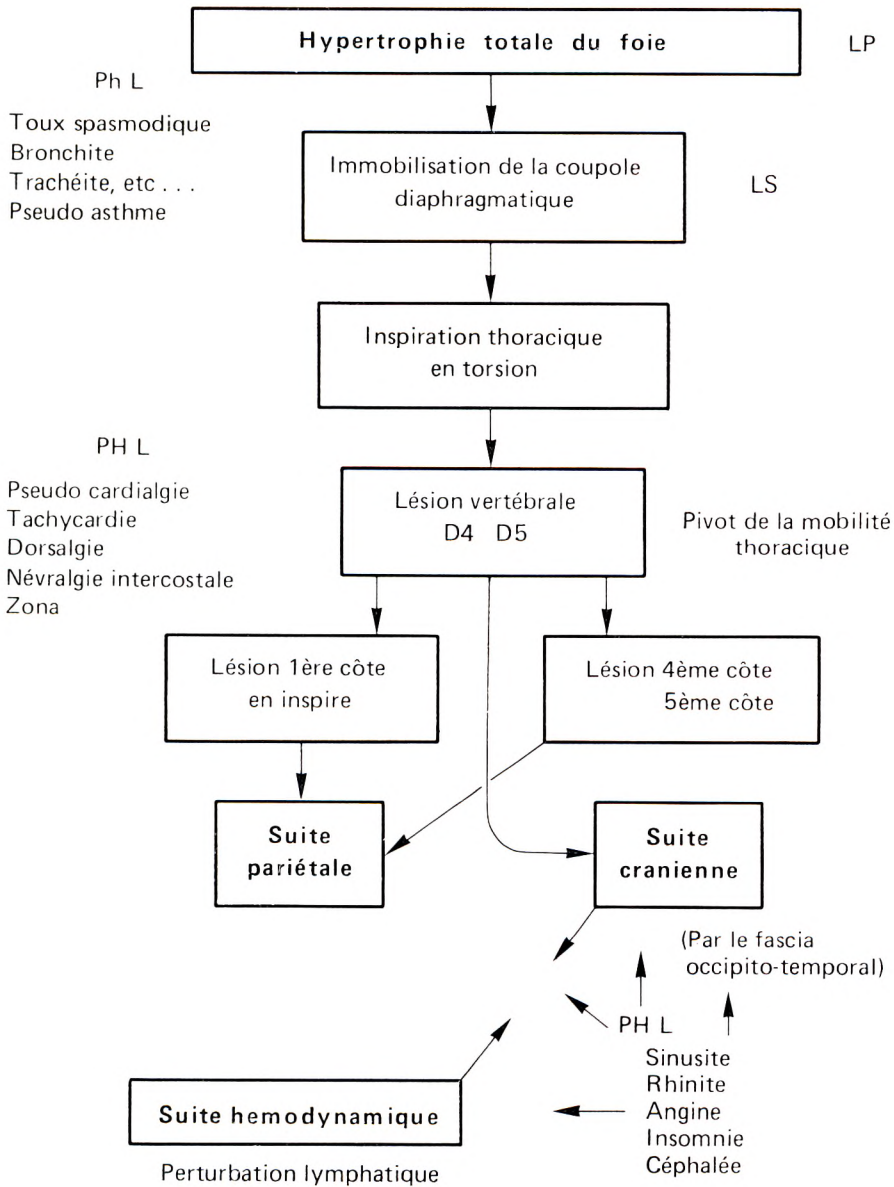 Hypertrophie totale du foie
LP
Ph L
Toux spasmodique
Bronchite
Trachéite, etc . . .
Pseudo asthme
Immobilisation de la coupole
diaphragmatique
LS
Inspiration thoracique
en torsion
PH L
Pseudo cardialgie
Tachycardie
Dorsalgie
Névralgie intercostale
Zona
Lésion vertébrale
D4 D5
Pivot de la mobilité
thoracique
Lésion 1ère côte
en inspire
Lésion 4ème côte
5ème côte
Suite
pariétale
Suite
cranienne
(Par le fascia
occipito-temporal)
PH L
Sinusite
Rhinite
Angine
Insomnie
Céphalée
Suite hemodynamique
Perturbation lymphatique